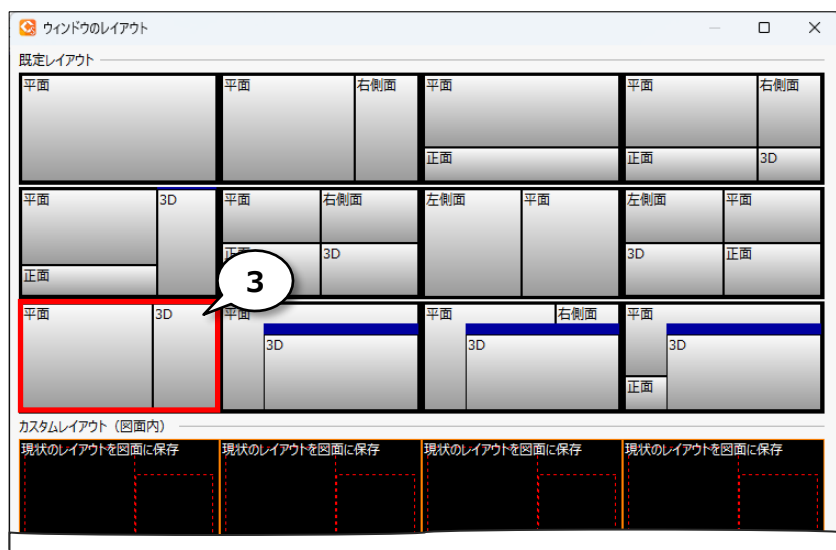 ウィンドウのレイアウト
既定レイアウト
平面
平面 右側面
平面
正面
平面 右側面
正面 3D
平面 3D
正面
平面 右側面
正面 3D
左側面 平面
左側面 平面
3D 正面
3
平面 3D
平面
3D
平面 右側面
3D
平面
3D
正面
カスタムレイアウト（図面内）
現状のレイアウトを図面に保存
現状のレイアウトを図面に保存
現状のレイアウトを図面に保存
現状のレイアウトを図面に保存